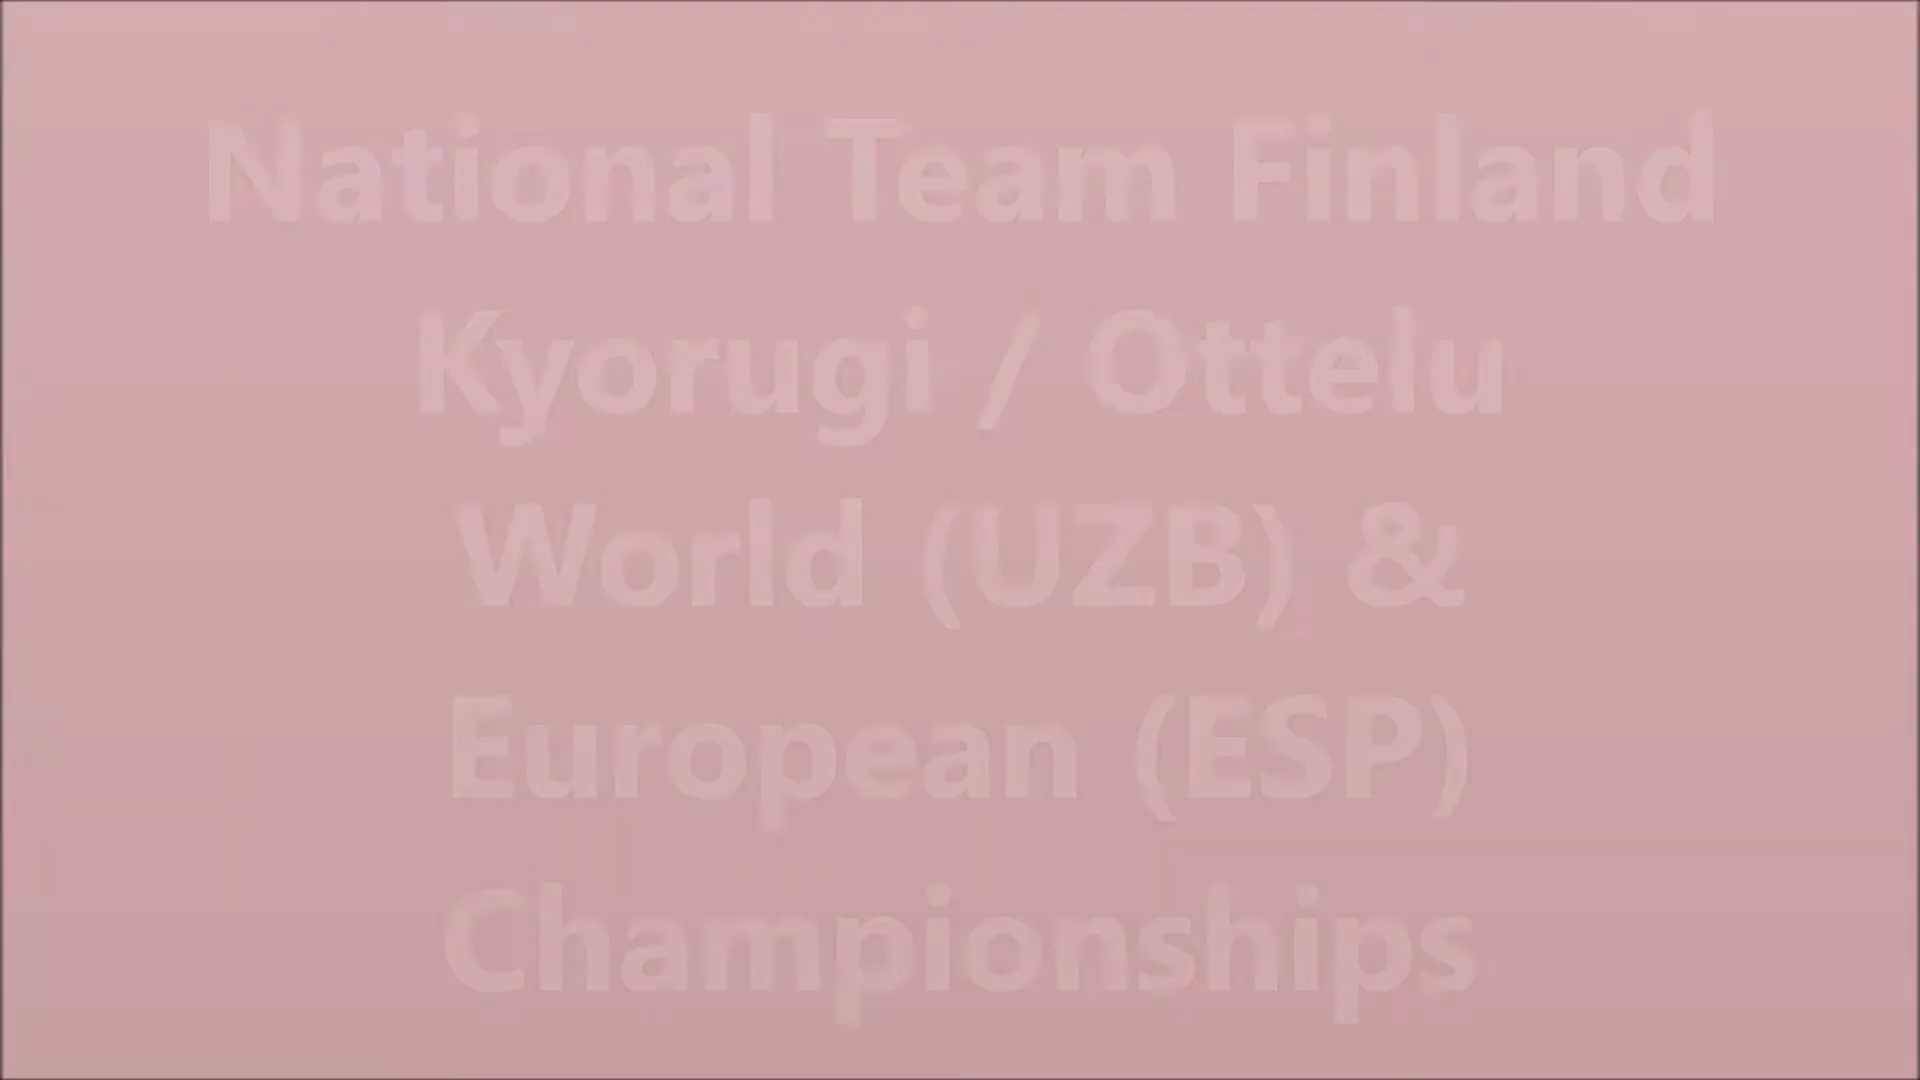 National Team Finland
Kyorugi / Ottelu
World (UZB) &
European (ESP)
Championships